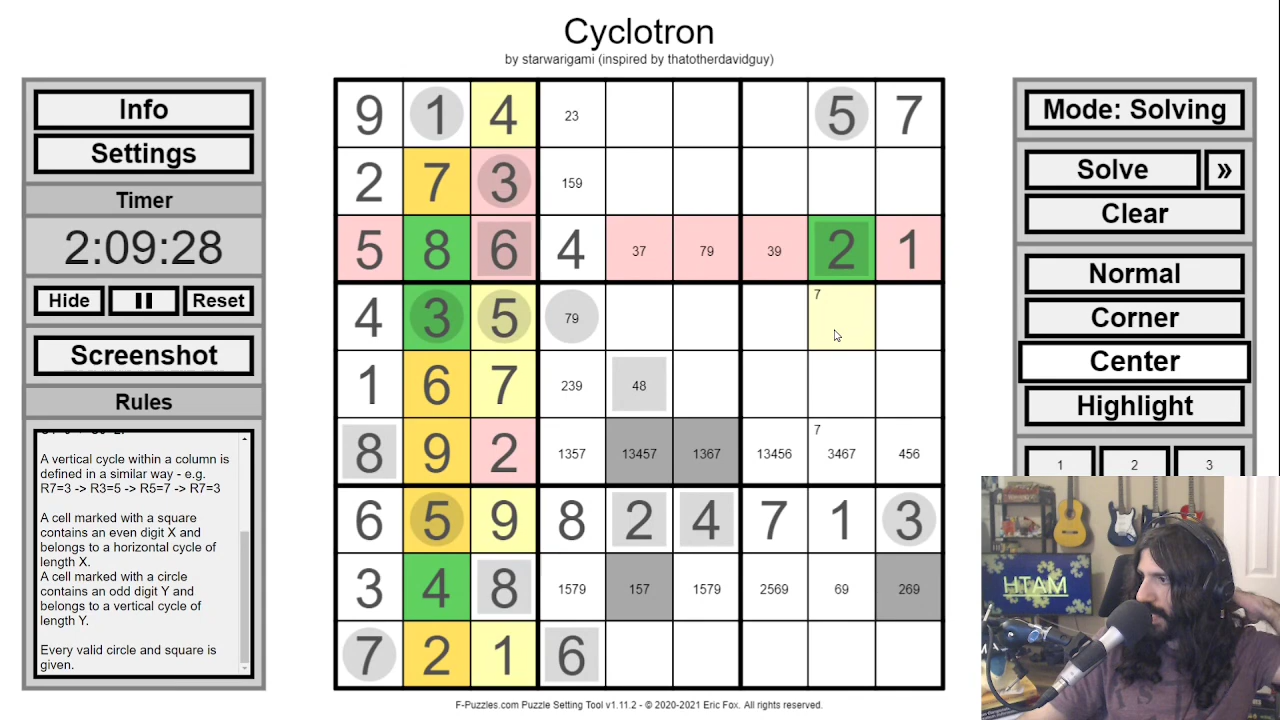 Cyclotron
by starwarigami (inspired by thatotherdavidguy)
Info
Settings
Timer
2:09:28
Hide
Reset
Screenshot
Rules
A vertical cycle within a column is
defined in a similar way - e.g.
R7=3 -> R3=5 -> R5=7 -> R7=3
A cell marked with a square
contains an even digit X and
belongs to a horizontal cycle of
length X.
A cell marked with a circle
contains an odd digit Y and
belongs to a vertical cycle of
length Y.
Every valid circle and square is
given.
9 1 4 23 5 7
2 7 3 159
5 8 6 4 37 79 39 2 1
4 3 5 79 7
1 6 7 239 48
8 9 2 1357 13457 1367 13456 7 3467 456
6 5 9 8 2 4 7 1 3
3 4 8 1579 157 1579 2569 69 269
7 2 1 6
Mode: Solving
Solve »
Clear
Normal
Corner
Center
Highlight
1 2 3
HTAM
F-Puzzles.com Puzzle Setting Tool v1.11.2 - © 2020-2021 Eric Fox. All rights reserved.